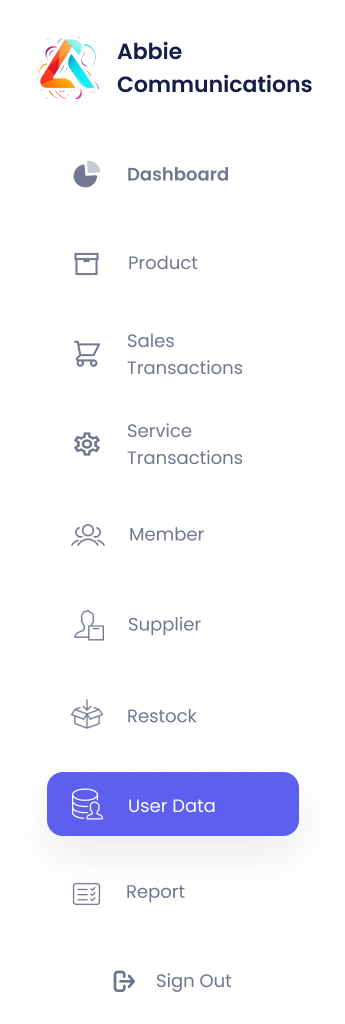 Abbie
Communications
Dashboard
Product
Sales
Transactions
Service
Transactions
Member
Supplier
Restock
User Data
Report
Sign Out